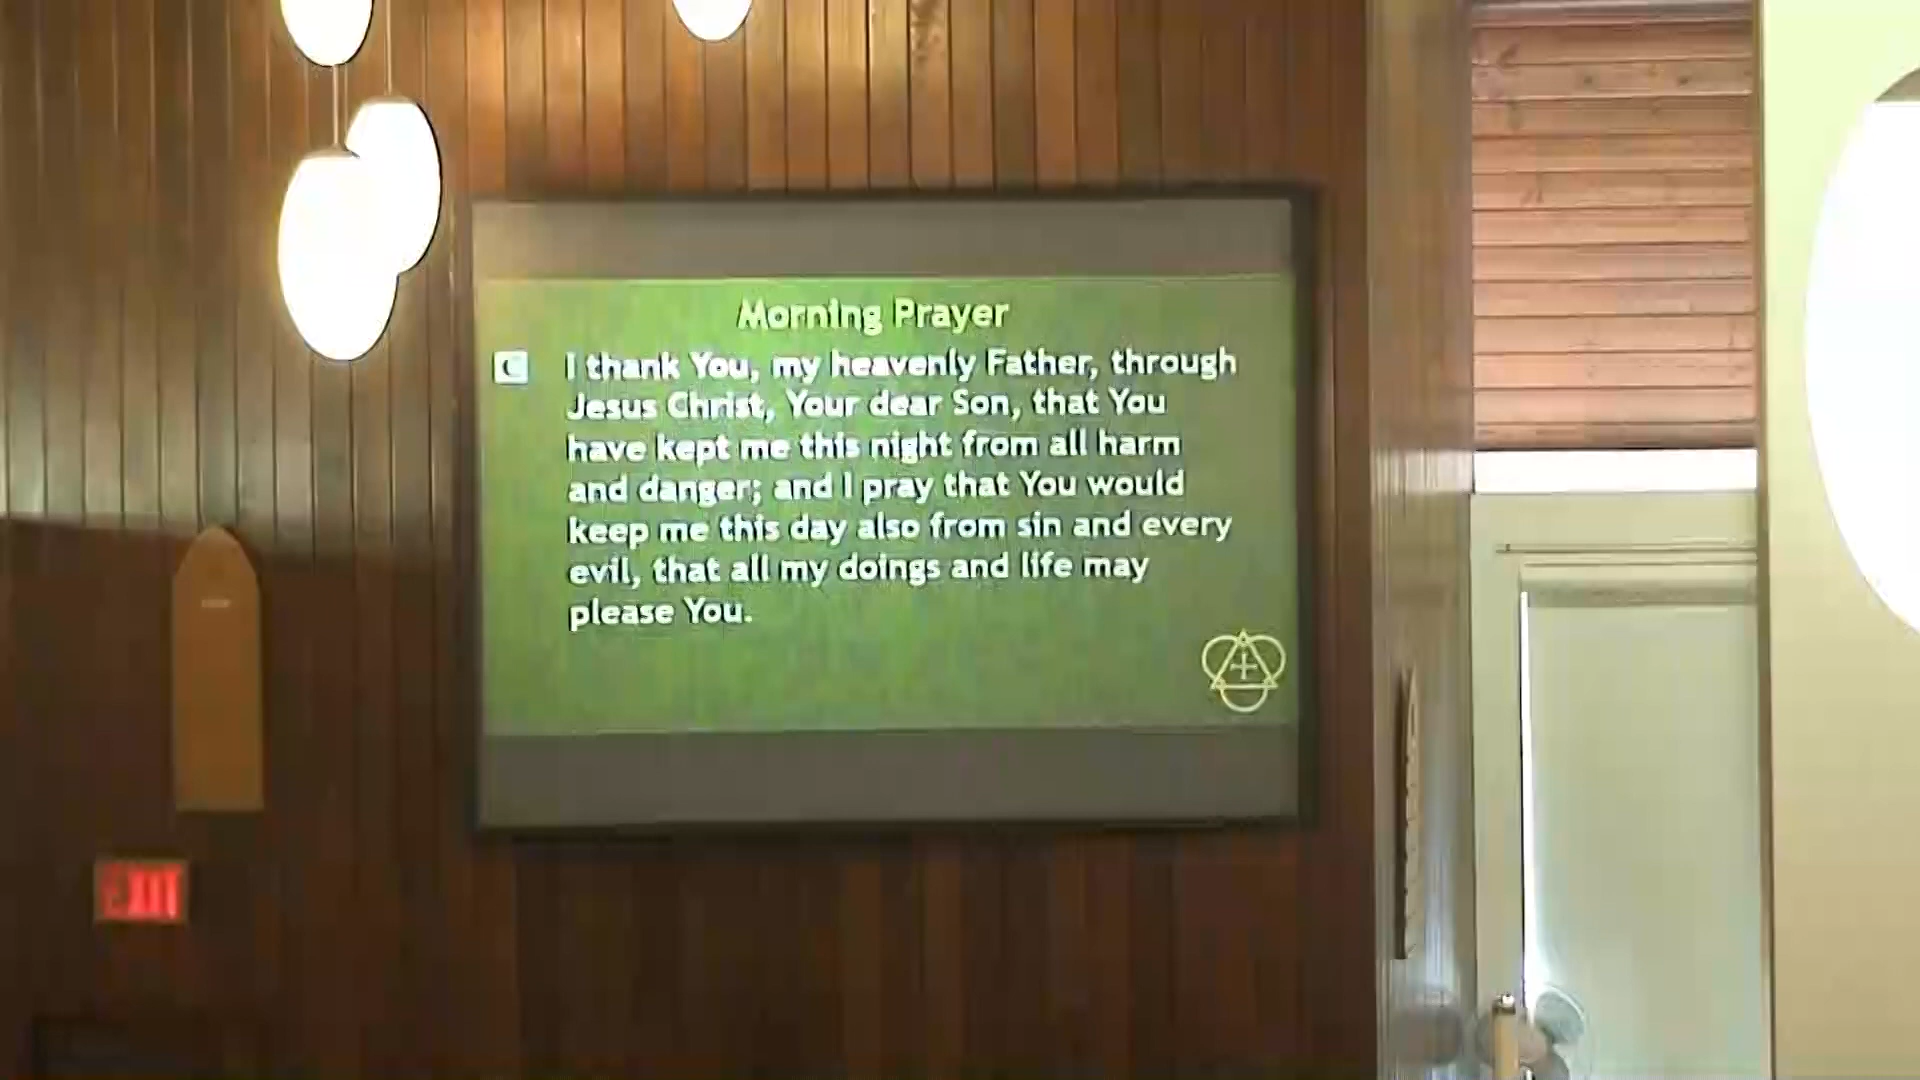 Morning Prayer
C I thank You, my heavenly Father, through
Jesus Christ, Your dear Son, that You
have kept me this night from all harm
and danger; and I pray that You would
keep me this day also from sin and every
evil, that all my doings and life may
please You.
EXIT